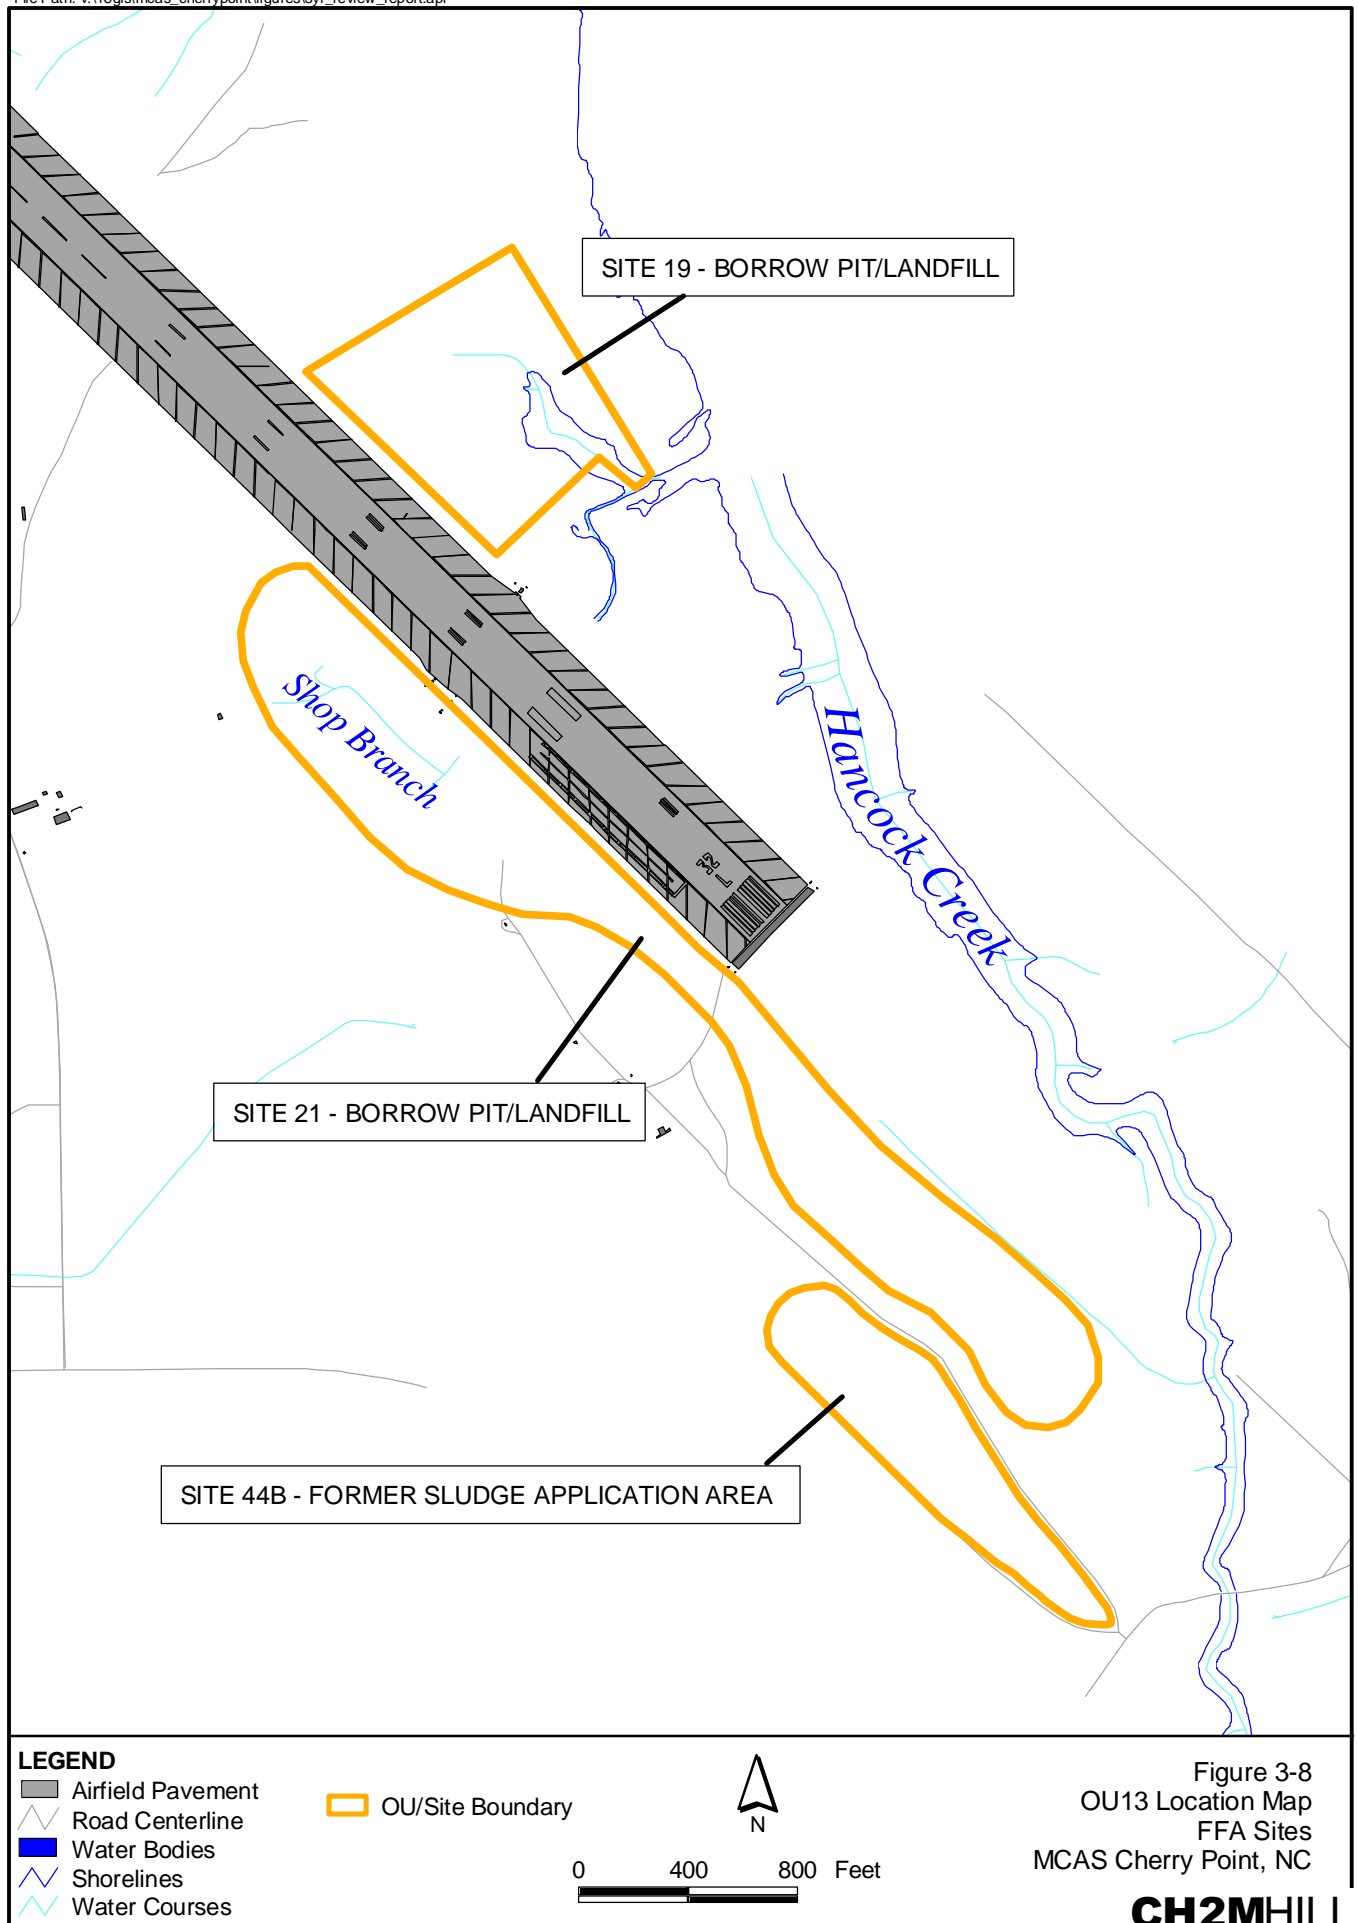 SITE 19 - BORROW PIT/LANDFILL
Shop Branch
Hancock Creek
32
L
SITE 21 - BORROW PIT/LANDFILL
SITE 44B - FORMER SLUDGE APPLICATION AREA
LEGEND
Airfield Pavement
Road Centerline
Water Bodies
Shorelines
Water Courses
OU/Site Boundary
N
0 400 800 Feet
Figure 3-8
OU13 Location Map
FFA Sites
MCAS Cherry Point, NC
CH2MHILL